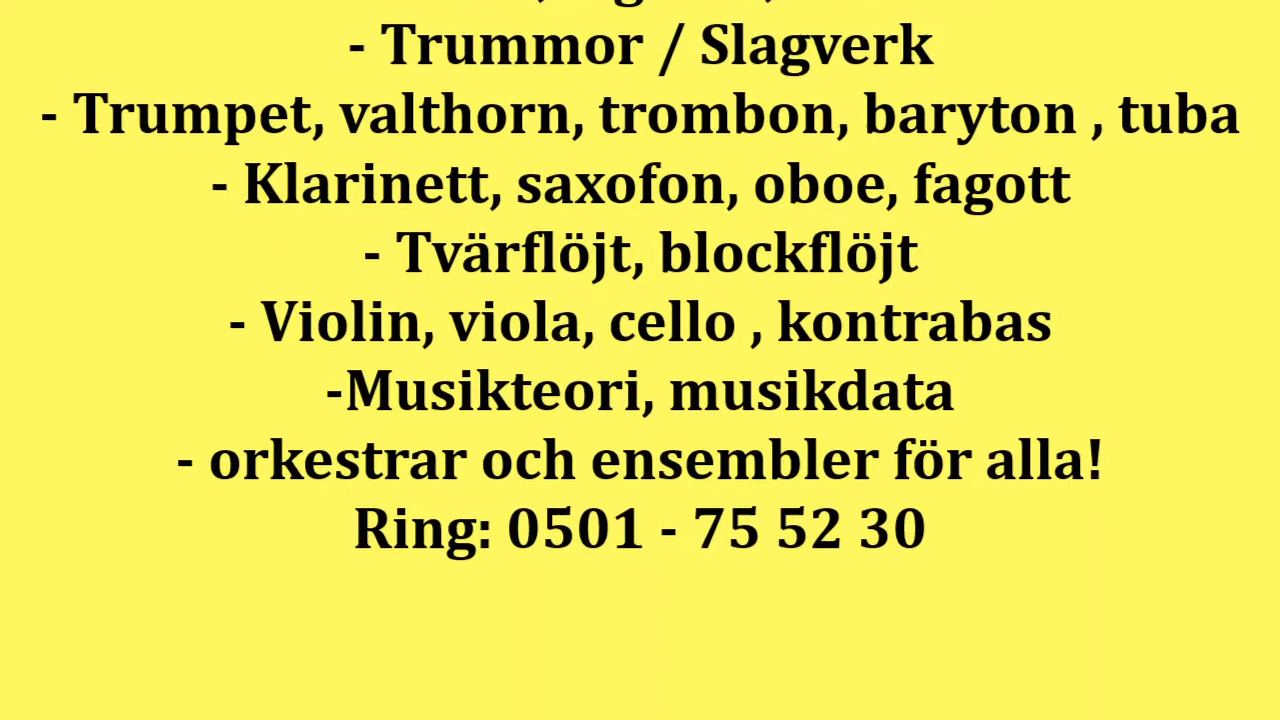 - Trummor / Slagverk
- Trumpet, valthorn, trombon, baryton , tuba
- Klarinett, saxofon, oboe, fagott
- Tvärflöjt, blockflöjt
- Violin, viola, cello , kontrabas
-Musikteori, musikdata
- orkestrar och ensembler för alla!
Ring: 0501 - 75 52 30